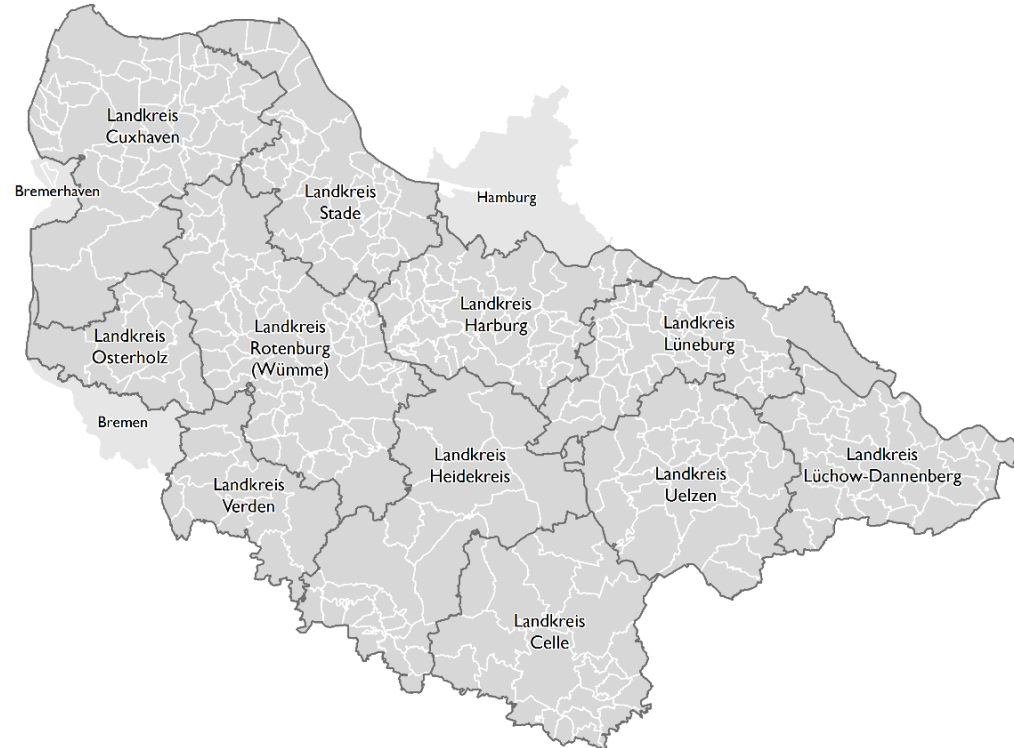 Landkreis
Cuxhaven
Bremerhaven
Landkreis
Stade
Hamburg
Landkreis
Harburg
Landkreis
Lüneburg
Landkreis
Osterholz
Landkreis
Rotenburg
(Wümme)
Bremen
Landkreis
Heidekreis
Landkreis
Lüchow-Dannenberg
Landkreis
Uelzen
Landkreis
Verden
Landkreis
Celle